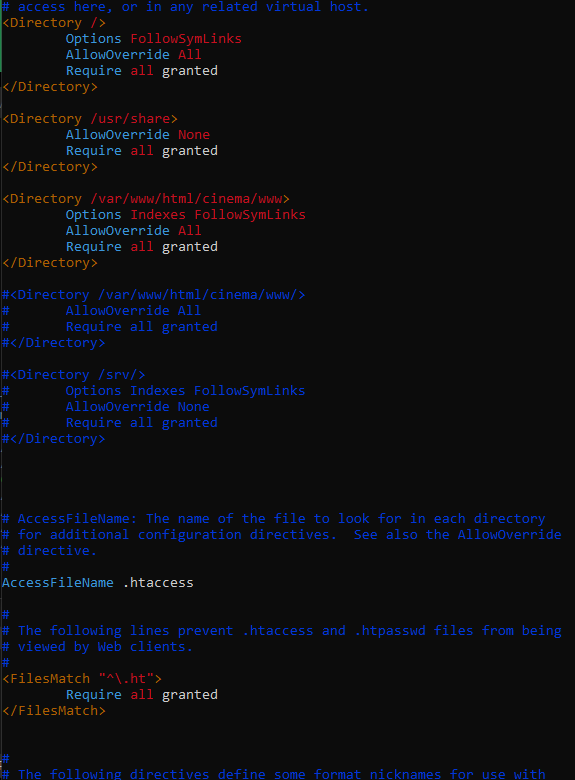 # access here, or in any related virtual host.
<Directory />
        Options FollowSymLinks
        AllowOverride All
        Require all granted
</Directory>
<Directory /usr/share>
        AllowOverride None
        Require all granted
</Directory>
<Directory /var/www/html/cinema/www>
        Options Indexes FollowSymLinks
        AllowOverride All
        Require all granted
</Directory>
#<Directory /var/www/html/cinema/www/>
#       AllowOverride All
#       Require all granted
#</Directory>
#<Directory /srv/>
#       Options Indexes FollowSymLinks
#       AllowOverride None
#       Require all granted
#</Directory>
# AccessFileName: The name of the file to look for in each directory
# for additional configuration directives.  See also the AllowOverride
# directive.
#
AccessFileName .htaccess
#
# The following lines prevent .htaccess and .htpasswd files from being
# viewed by Web clients.
#
<FilesMatch "^\.ht">
        Require all granted
</FilesMatch>
#
# The following directives define some format nicknames for use with